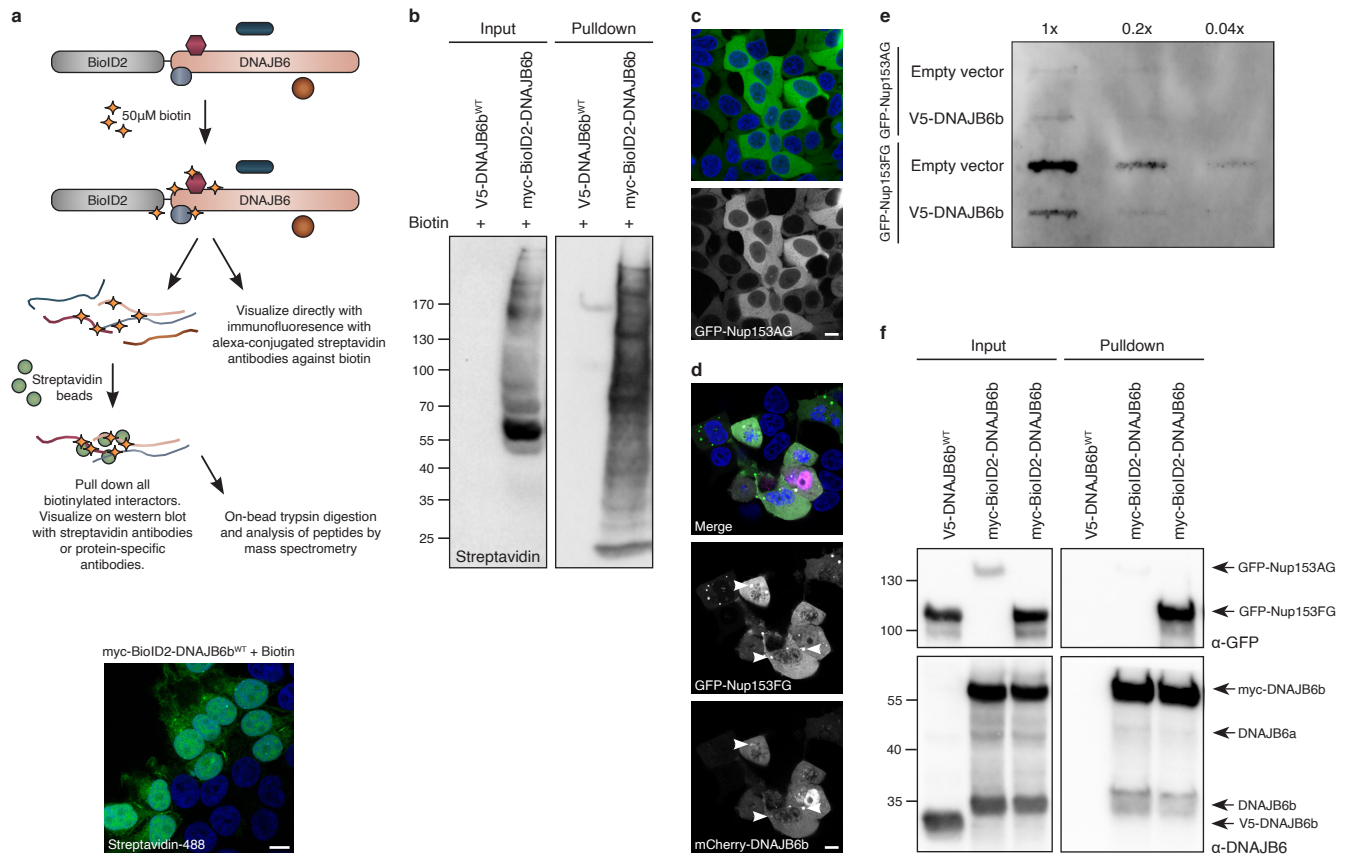 a
BioID2
DNAJB6
50µM biotin
BioID2
DNAJB6
Visualize directly with
immunofluoresence with
alexa-conjugated streptavidin
antibodies against biotin
Streptavidin
beads
Pull down all
biotinylated interactors.
Visualize on western blot
with streptavidin antibodies
or protein-specific
antibodies.
On-bead trypsin digestion
and analysis of peptides by
mass spectrometry
myc-BioID2-DNAJB6bWT + Biotin
Streptavidin-488
b
Input
Pulldown
V5-DNAJB6bWT
myc-BioID2-DNAJB6b
V5-DNAJB6bWT
myc-BioID2-DNAJB6b
Biotin + + + +
170
130
100
70
55
40
35
25
Streptavidin
c
GFP-Nup153AG
d
Merge
GFP-Nup153FG
mCherry-DNAJB6b
e
1x 0.2x 0.04x
GFP-Nup153AG
Empty vector
V5-DNAJB6b
GFP-Nup153FG
Empty vector
V5-DNAJB6b
f
Input
Pulldown
V5-DNAJB6bWT
myc-BioID2-DNAJB6b
myc-BioID2-DNAJB6b
V5-DNAJB6bWT
myc-BioID2-DNAJB6b
myc-BioID2-DNAJB6b
130
100
GFP-Nup153AG
GFP-Nup153FG
α-GFP
55
40
35
myc-DNAJB6b
DNAJB6a
DNAJB6b
V5-DNAJB6b
α-DNAJB6